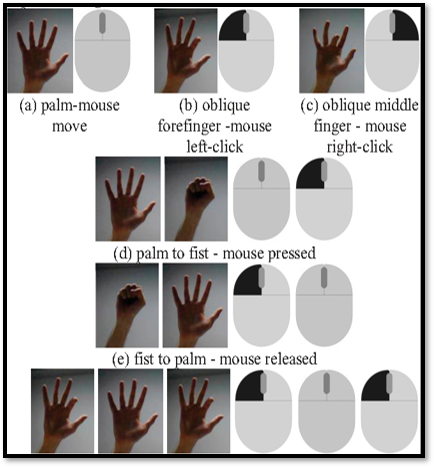 (a) palm-mouse
move
(b) oblique
forefinger -mouse
left-click
(c) oblique middle
finger - mouse
right-click
(d) palm to fist - mouse pressed
(e) fist to palm - mouse released